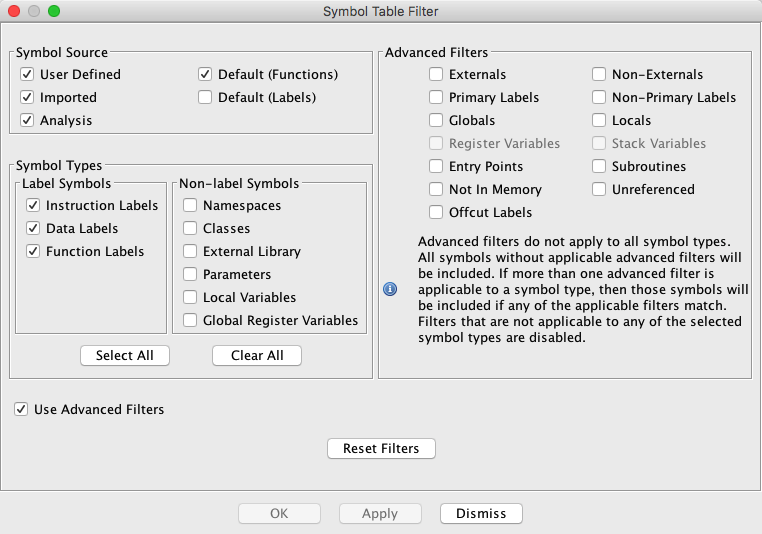 Symbol Table Filter
Symbol Source
User Defined
Default (Functions)
Imported
Default (Labels)
Analysis
Symbol Types
Label Symbols
Instruction Labels
Data Labels
Function Labels
Non-label Symbols
Namespaces
Classes
External Library
Parameters
Local Variables
Global Register Variables
Select All
Clear All
Advanced Filters
Externals
Non-Externals
Primary Labels
Non-Primary Labels
Globals
Locals
Register Variables
Stack Variables
Entry Points
Subroutines
Not In Memory
Unreferenced
Offcut Labels
Advanced filters do not apply to all symbol types.
All symbols without applicable advanced filters will
be included. If more than one advanced filter is
applicable to a symbol type, then those symbols will
be included if any of the applicable filters match.
Filters that are not applicable to any of the selected
symbol types are disabled.
Use Advanced Filters
Reset Filters
OK
Apply
Dismiss